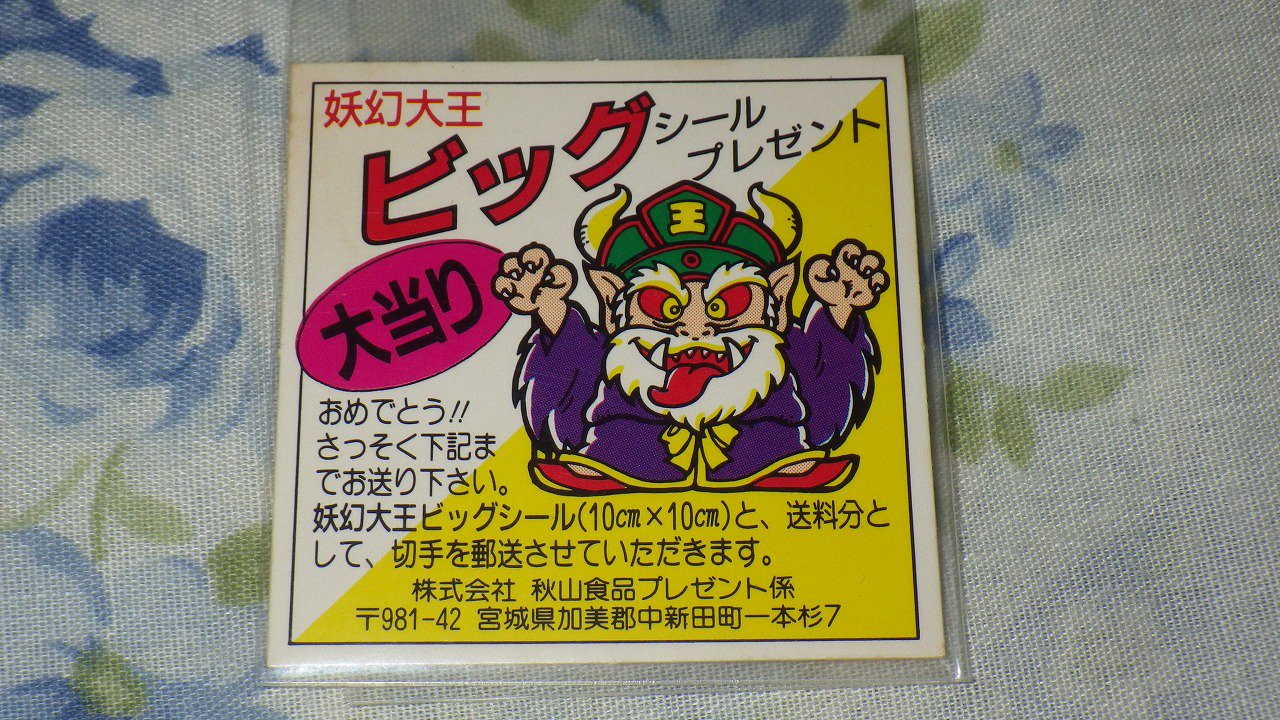 妖幻大王
ビッグ
シール
プレゼント
王
大当り
おめでとう!!
さっそく下記ま
でお送り下さい。
妖幻大王ビッグシール(10㎝×10㎝)と、送料分と
して、切手を郵送させていただきます。
株式会社 秋山食品プレゼント係
〒981-42 宮城県加美郡中新田町一本杉7